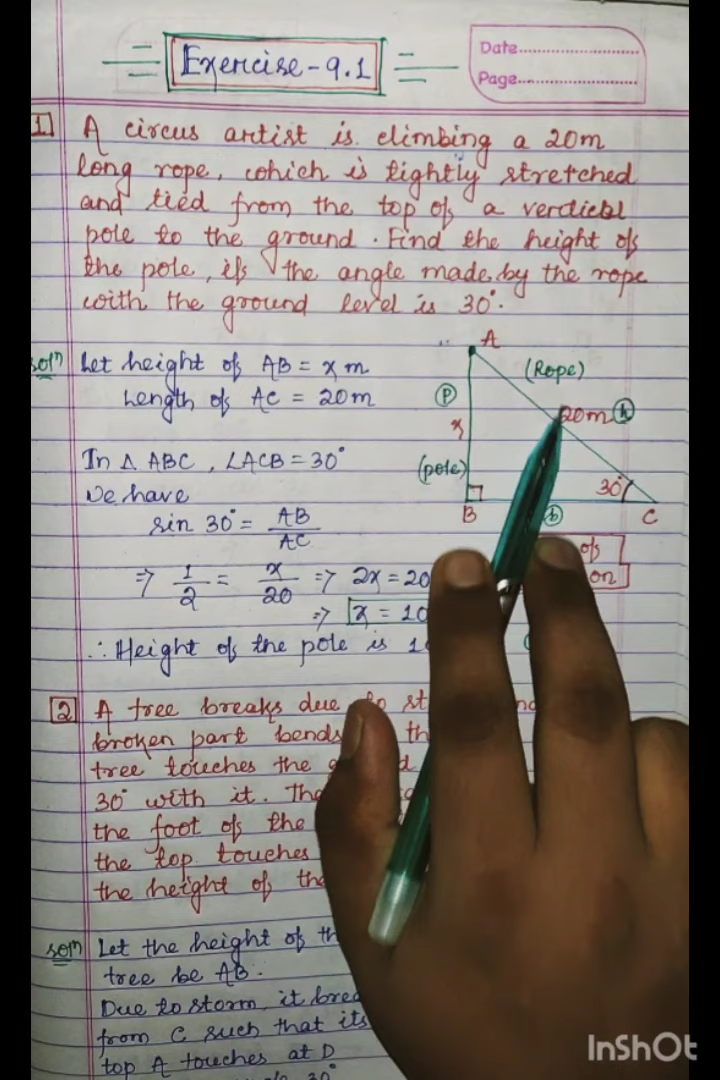 Exercise-9.1
Date
Page
1 A circus artist is climbing a 20m
long rope, which is tightly stretched
and tied from the top of a vertical
pole to the ground. Find the height of
the pole, if the angle made by the rope
with the ground level is 30°.
Solⁿ Let height of AB = x m
Length of AC = 20m
In △ ABC, ∠ACB = 30°
We have
sin 30° = AB/AC
⇒ 1/2 = x/20 ⇒ 2x = 20
⇒ x = 10
∴ Height of the pole is
A
(Rope)
P
x
20m h
(pole)
30°
B b C
of
on
2 A tree breaks due to
broken part bends
tree touches the
30° with it. The
the foot of the
the top touches
the height of the
Solⁿ Let the height of
tree be AB.
Due to storm, it
from C such that its
top A touches at D
30°
InShOt